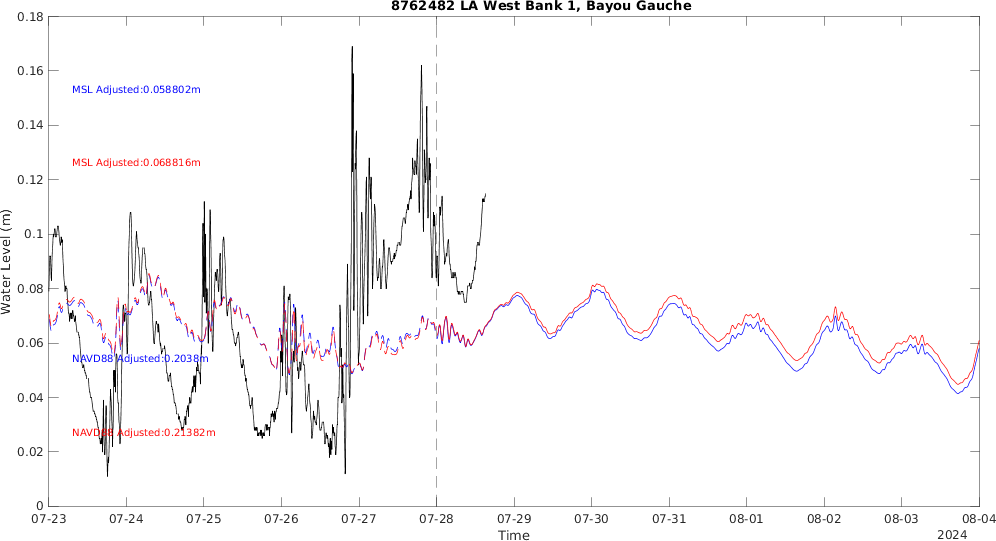 8762482 LA West Bank 1, Bayou Gauche
Water Level (m)
0.18
0.16
0.14
0.12
0.1
0.08
0.06
0.04
0.02
0
MSL Adjusted:0.058802m
MSL Adjusted:0.068816m
NAVD88 Adjusted:0.2038m
NAVD88 Adjusted:0.21382m
07-23 07-24 07-25 07-26 07-27 07-28 07-29 07-30 07-31 08-01 08-02 08-03 08-04
Time
2024